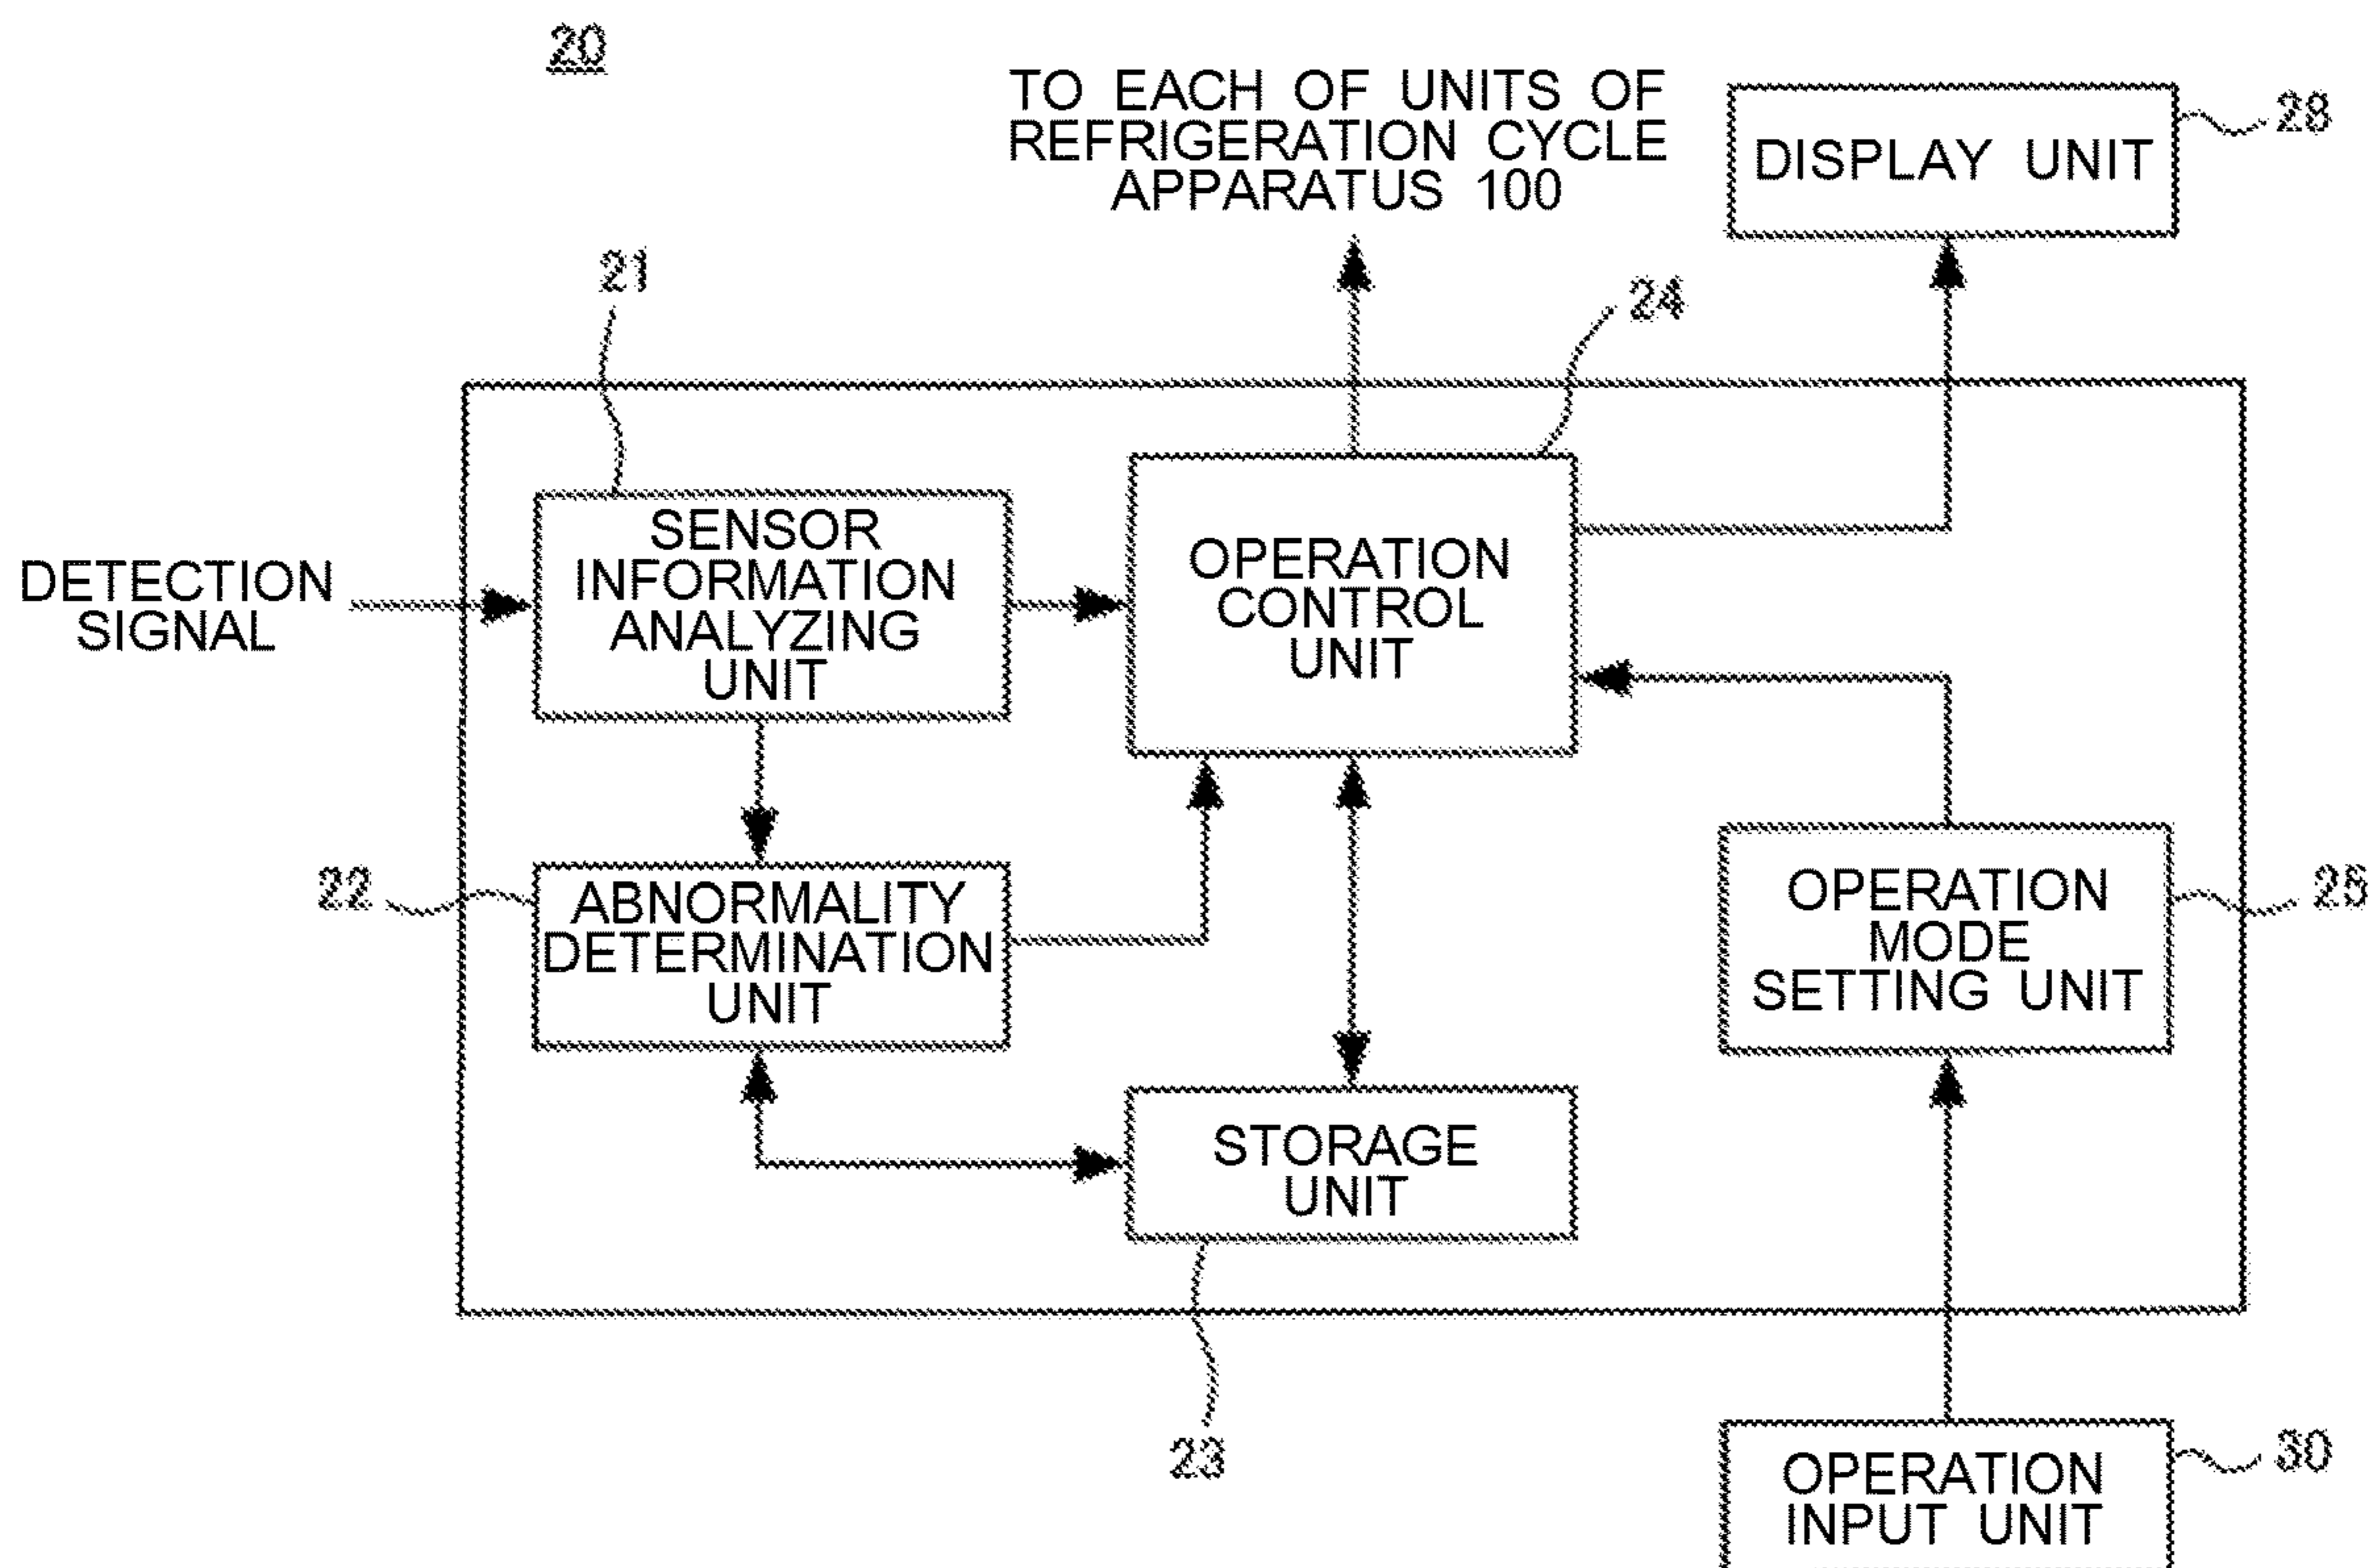 20
TO EACH OF UNITS OF
REFRIGERATION CYCLE
APPARATUS 100
DISPLAY UNIT
28
21
24
SENSOR
INFORMATION
ANALYZING
UNIT
OPERATION
CONTROL
UNIT
DETECTION
SIGNAL
22
ABNORMALITY
DETERMINATION
UNIT
OPERATION
MODE
SETTING UNIT
25
STORAGE
UNIT
23
OPERATION
INPUT UNIT
30